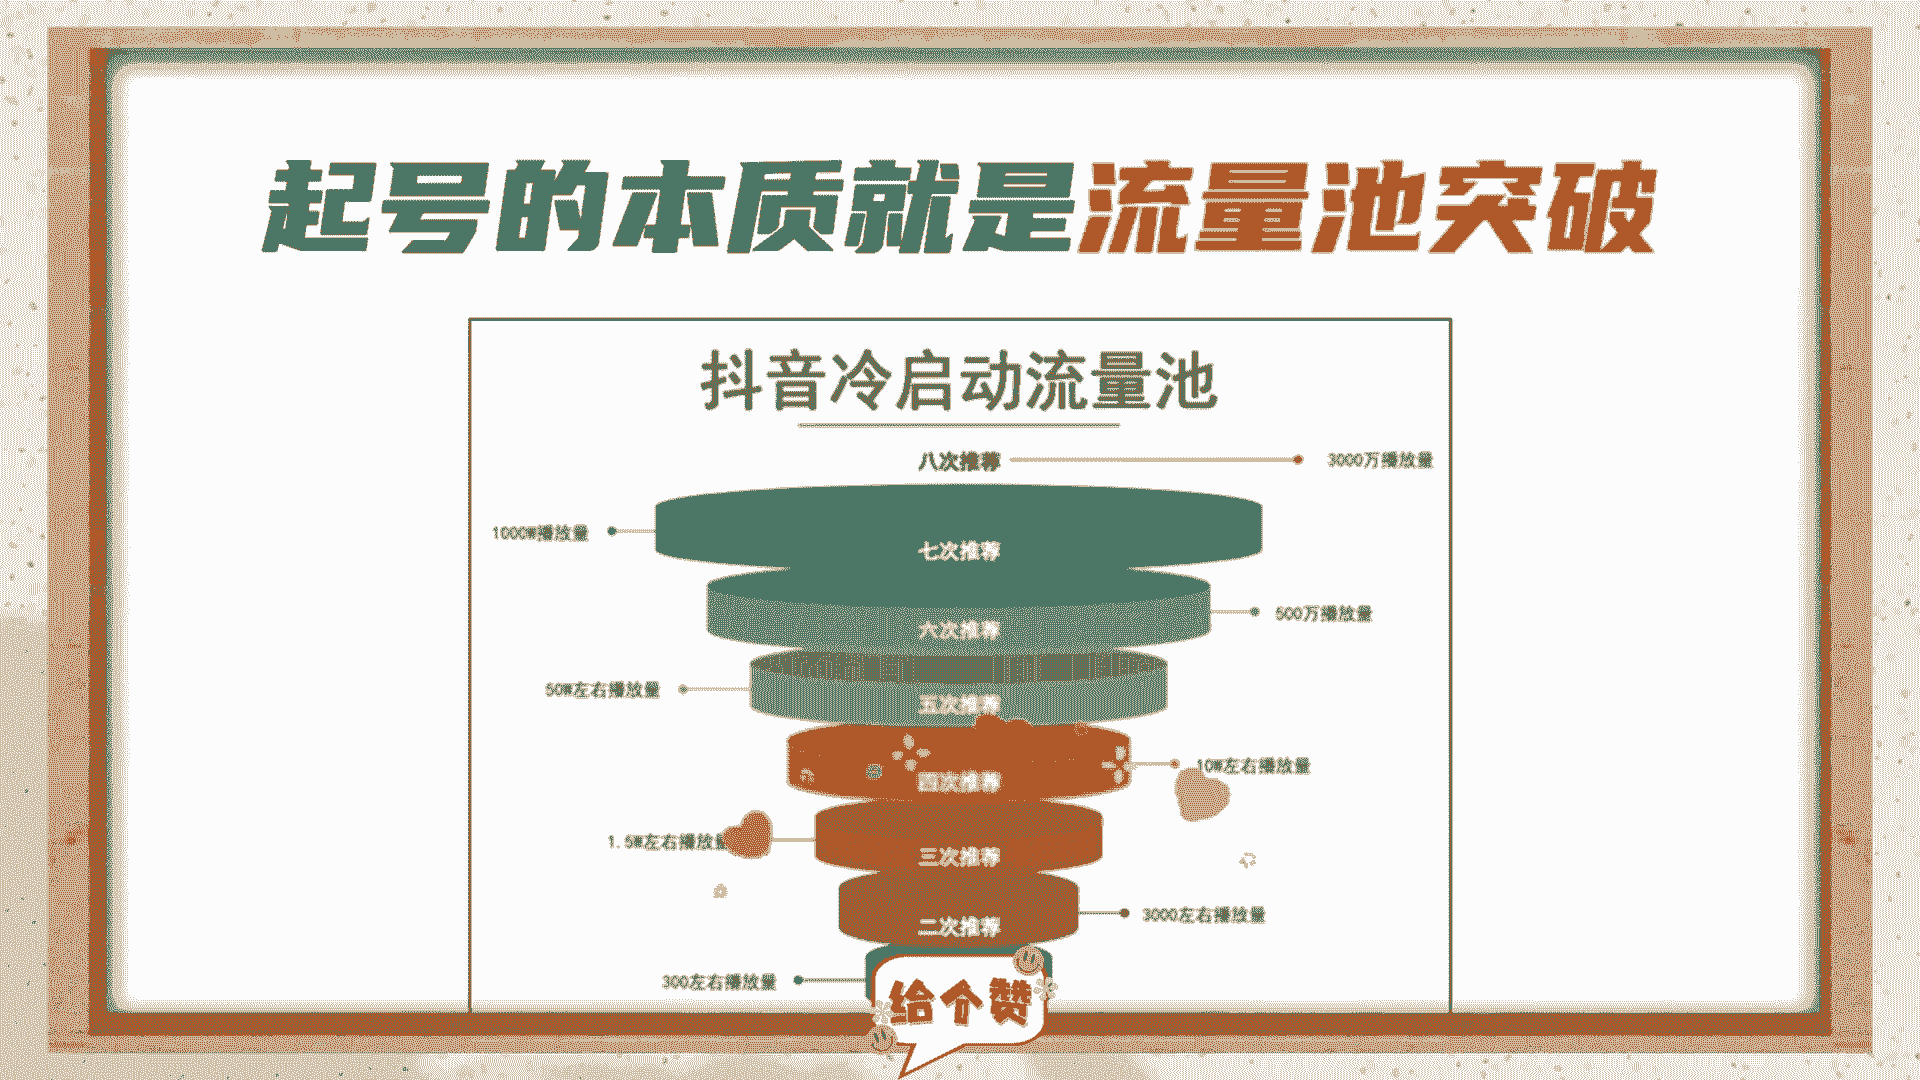 起号的本质就是流量池突破
抖音冷启动流量池
八次推荐
3000万播放量
1000W播放量
七次推荐
500万播放量
六次推荐
50W左右播放量
五次推荐
10W左右播放量
四次推荐
1.5W左右播放量
三次推荐
3000左右播放量
二次推荐
300左右播放量
给个赞